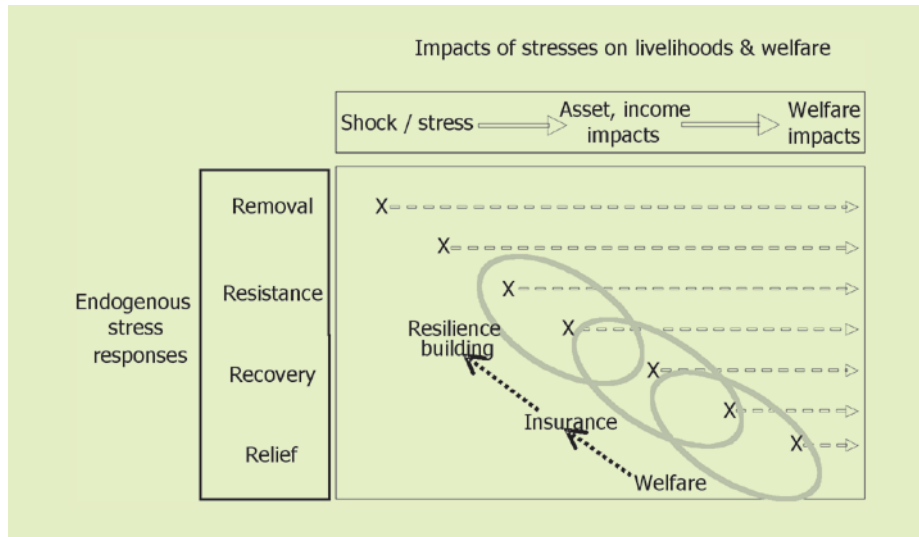 Impacts of stresses on livelihoods & welfare
Shock / stress
Asset, income
impacts
Welfare
impacts
Endogenous
stress
responses
Removal
Resistance
Recovery
Relief
X
X
X
X
X
X
X
Resilience
building
Insurance
Welfare